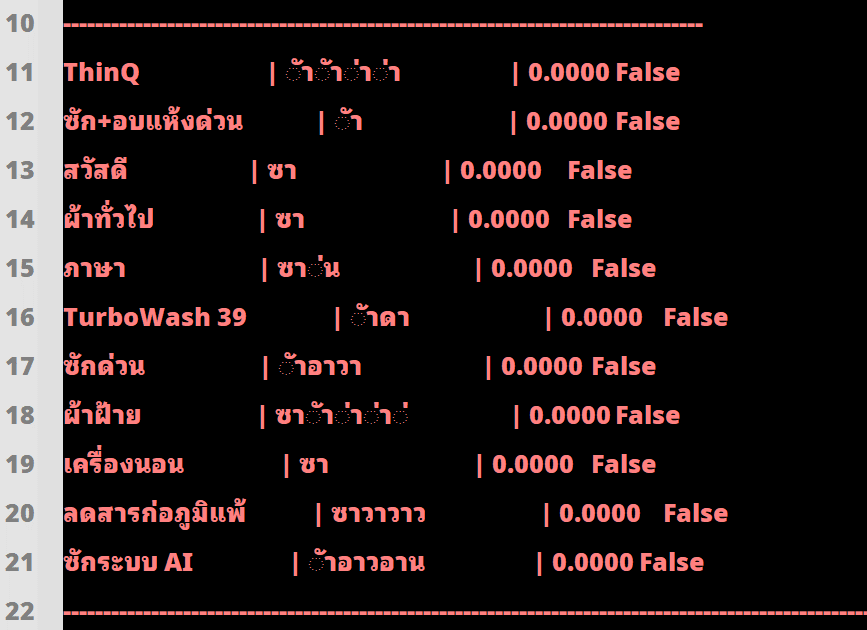 10 ----------------------------------------------------------------------------------
11 ThinQ | ัาัา่า่า | 0.0000 False
12 ซัก+อบแห้งด่วน | ัา | 0.0000 False
13 สวัสดี | ซา | 0.0000 False
14 ผ้าทั่วไป | ซา | 0.0000 False
15 ภาษา | ซา่น | 0.0000 False
16 TurboWash 39 | ัาดา | 0.0000 False
17 ซักด่วน | ัาอาวา | 0.0000 False
18 ผ้าฝ้าย | ซาัา่า่า่ | 0.0000 False
19 เครื่องนอน | ซา | 0.0000 False
20 ลดสารก่อภูมิแพ้ | ซาวาวาว | 0.0000 False
21 ซักระบบ AI | ัาอาวอาน | 0.0000 False
22 ----------------------------------------------------------------------------------------------------